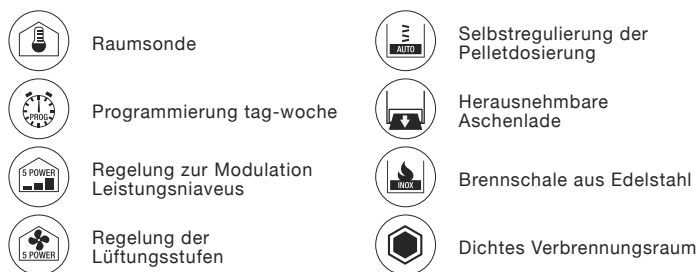 Raumsonde
PROG
Programmierung tag-woche
5 POWER
Regelung zur Modulation
Leistungsniaveus
5 POWER
Regelung der
Lüftungsstufen
AUTO
Selbstregulierung der
Pelletdosierung
Herausnehmbare
Aschenlade
INOX
Brennschale aus Edelstahl
Dichtes Verbrennungsraum